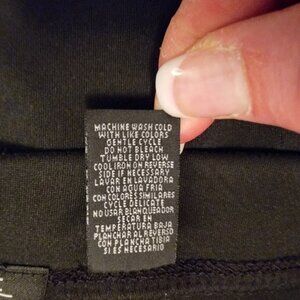 MACHINE WASH COLD
WITH LIKE COLORS
GENTLE CYCLE
DO NOT BLEACH
TUMBLE DRY LOW
COOL IRON ON REVERSE
SIDE IF NECESSARY
LAVAR EN LAVADORA
CON AGUA FRIA
CON COLORES SIMILARES
CYCLE DELICATE
NO USAR BLANQUEADOR
SECAR EN
TEMPERATURA BAJA
PLANCHAR AL REVERSO
CON PLANCHA TIBIA
SI ES NECESARIO